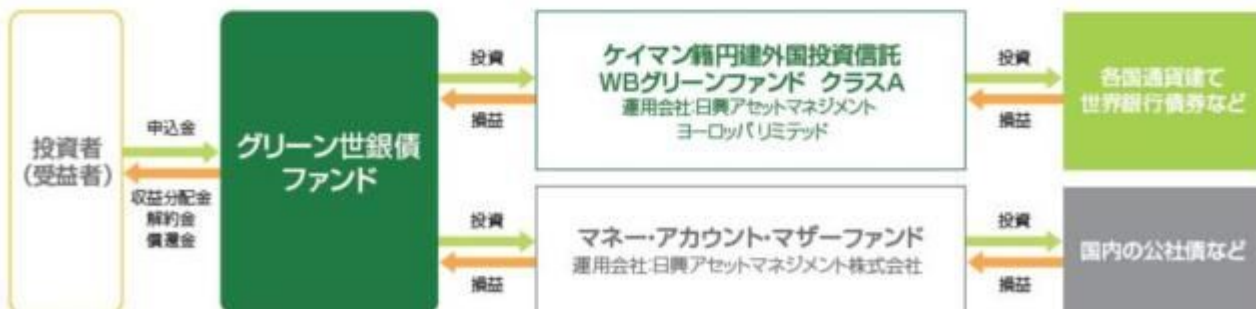 投資者
(受益者)
申込金
収益分配金
解約金
償還金
グリーン世銀債
ファンド
投資
損益
ケイマン籍円建外国投資信託
WBグリーンファンド クラスA
運用会社:日興アセットマネジメント
ヨーロッパリミテッド
投資
損益
各国通貨建て
世界銀行債券など
投資
損益
マネー・アカウント・マザーファンド
運用会社:日興アセットマネジメント株式会社
投資
損益
国内の公社債など